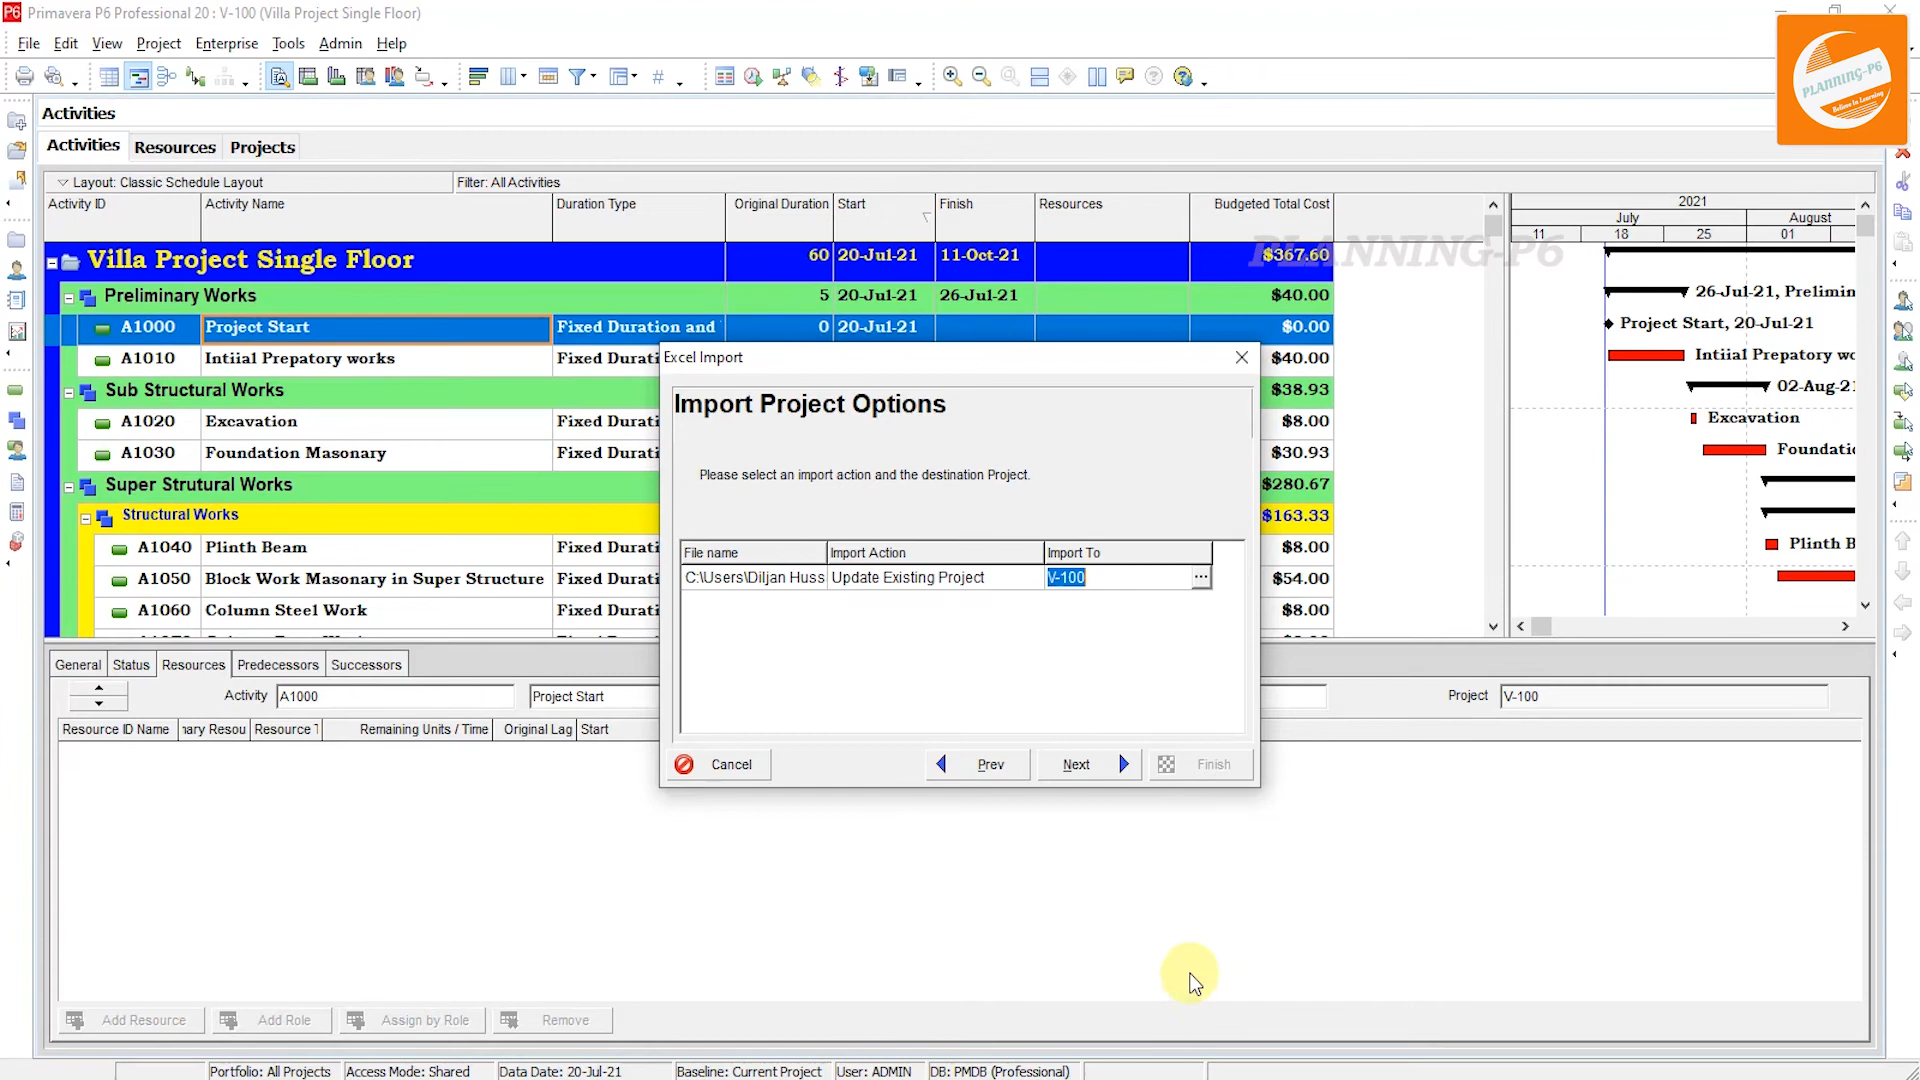 Primavera P6 Professional 20 : V-100 (Villa Project Single Floor)
File Edit View Project Enterprise Tools Admin Help
PLANNING-P6
Believe In Learning
Activities
Activities Resources Projects
Layout: Classic Schedule Layout Filter: All Activities
Activity ID Activity Name Duration Type Original Duration Start Finish Resources Budgeted Total Cost
2021
July August
11 18 25 01
PLANNING-P6
Villa Project Single Floor 60 20-Jul-21 11-Oct-21 $367.60
Preliminary Works 5 20-Jul-21 26-Jul-21 $40.00 26-Jul-21, Prelimin
A1000 Project Start Fixed Duration and 0 20-Jul-21 $0.00 Project Start, 20-Jul-21
A1010 Intiial Prepatory works Fixed Durati $40.00 Intiial Prepatory wo
Sub Structural Works $38.93 02-Aug-21
A1020 Excavation Fixed Durati $8.00 Excavation
A1030 Foundation Masonary Fixed Durati $30.93 Foundatio
Super Strutural Works $280.67
Structural Works $163.33
A1040 Plinth Beam Fixed Durati $8.00 Plinth B
A1050 Block Work Masonary in Super Structure Fixed Durati $54.00
A1060 Column Steel Work Fixed Durati $8.00
Excel Import
Import Project Options
Please select an import action and the destination Project.
File name Import Action Import To
C:\Users\Diljan Huss Update Existing Project V-100 ...
Cancel Prev Next Finish
General Status Resources Predecessors Successors
Activity A1000 Project Start Project V-100
Resource ID Name nary Resou Resource T Remaining Units / Time Original Lag Start
Add Resource Add Role Assign by Role Remove
Portfolio: All Projects Access Mode: Shared Data Date: 20-Jul-21 Baseline: Current Project User: ADMIN DB: PMDB (Professional)